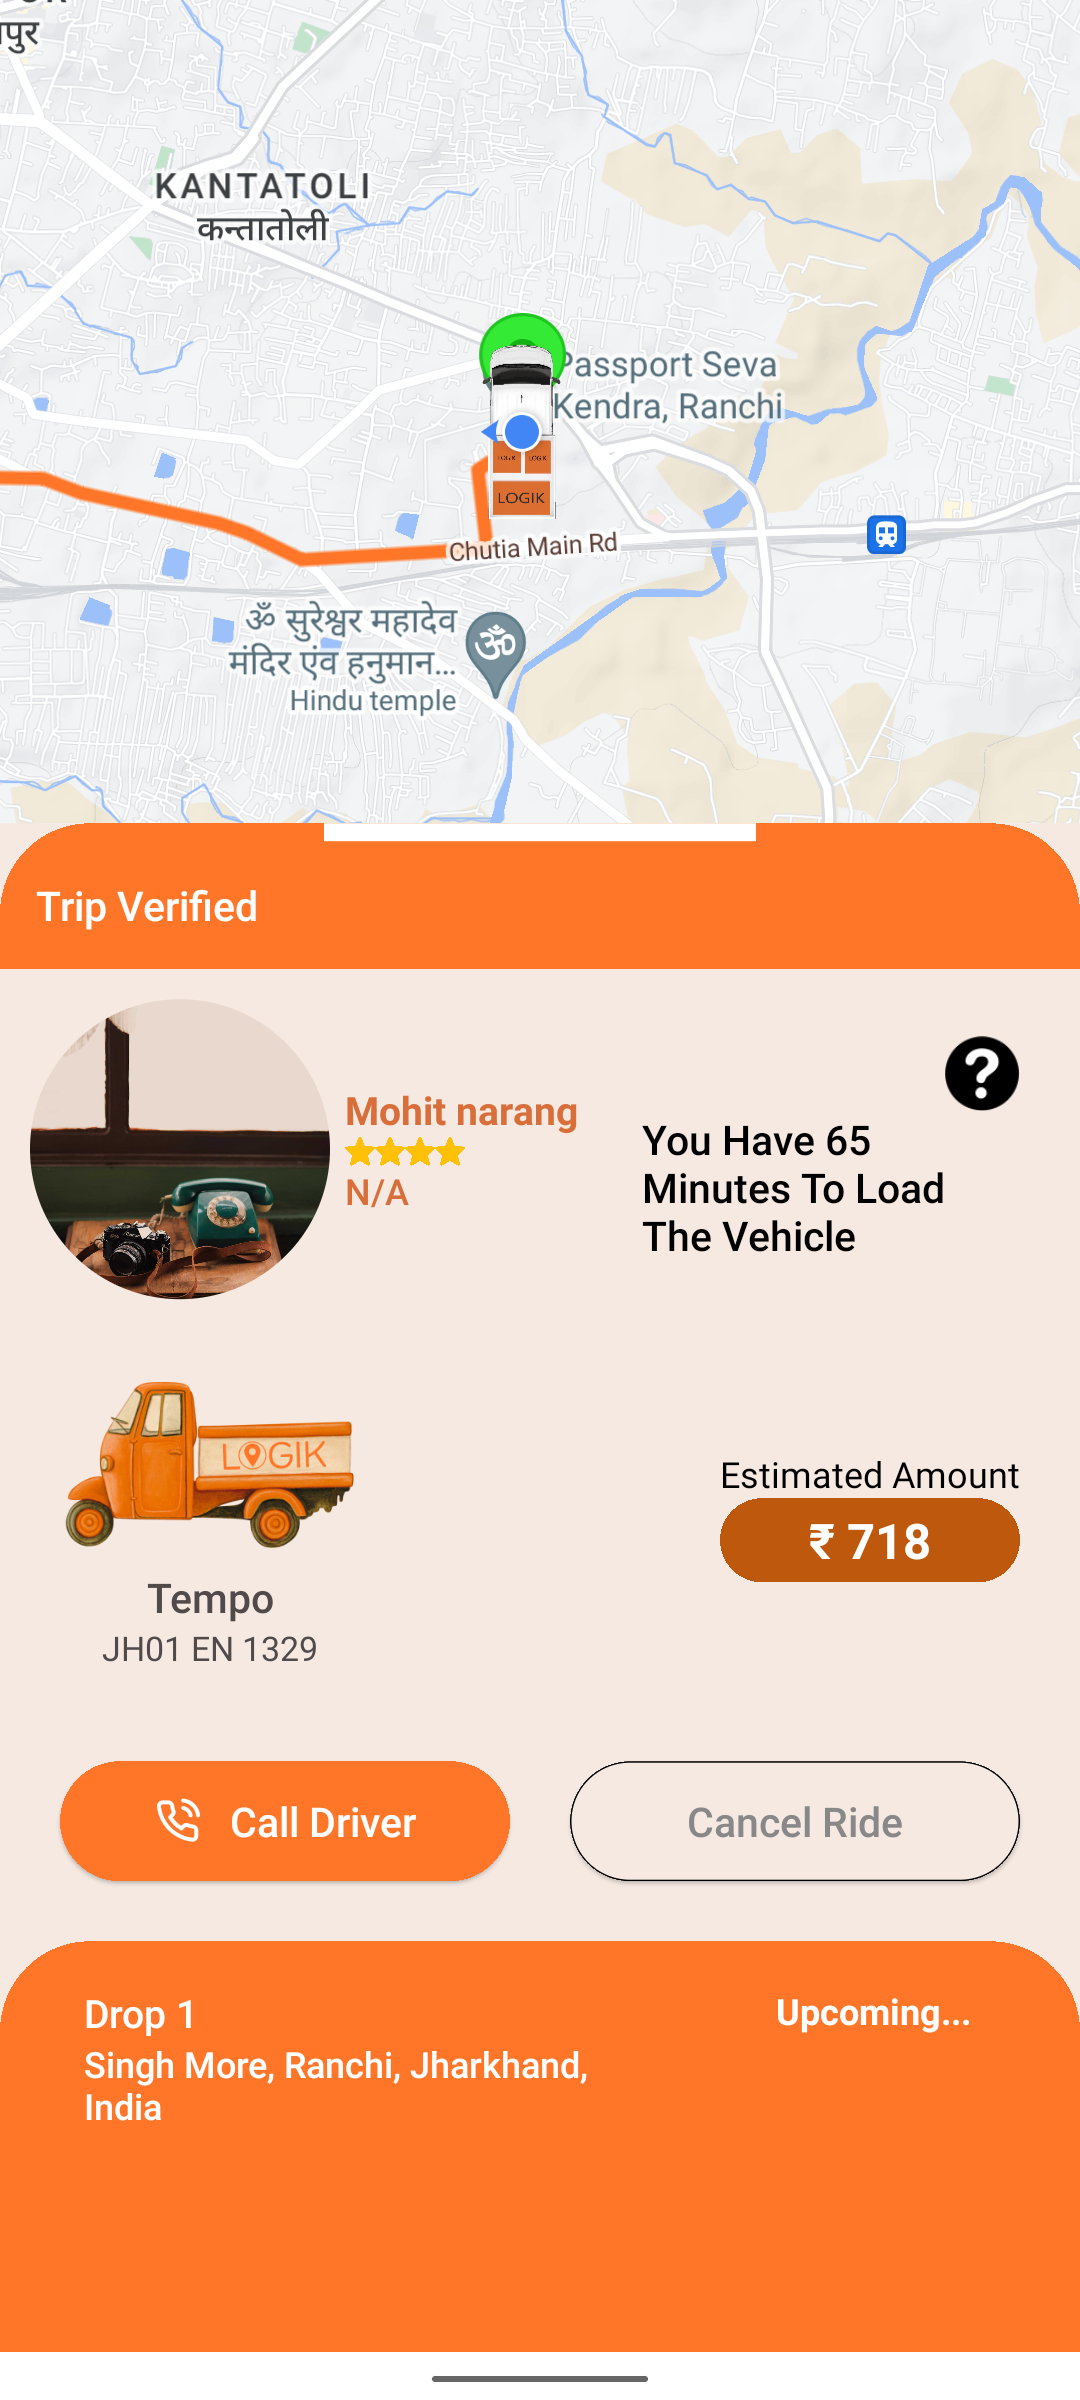 पुर
KANTATOLI
कन्तातोली
Passport Seva
Kendra, Ranchi
LOGIK LOGIK
LOGIK
Chutia Main Rd
ॐ सुरेश्वर महादेव
मंदिर एंव हनुमान...
Hindu temple
ॐ
Trip Verified
Mohit narang
N/A
You Have 65
Minutes To Load
The Vehicle
LOGIK
Estimated Amount
₹ 718
Tempo
JH01 EN 1329
Call Driver
Cancel Ride
Drop 1
Upcoming...
Singh More, Ranchi, Jharkhand,
India